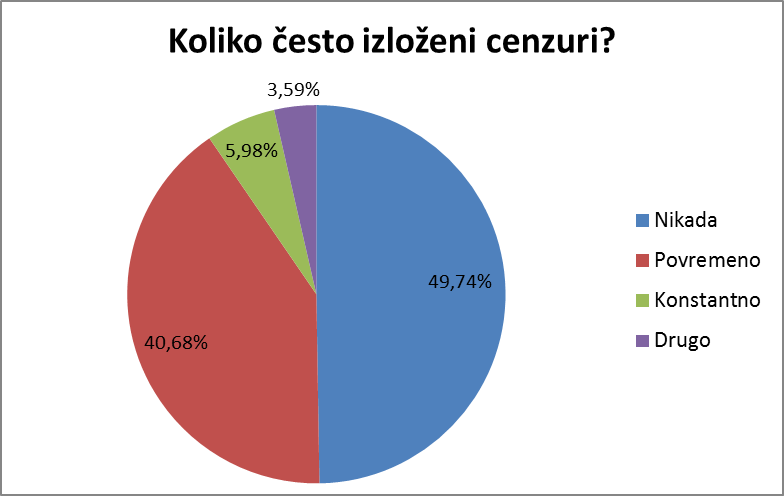 Koliko često izloženi cenzuri?
3,59%
5,98%
49,74%
40,68%
Nikada
Povremeno
Konstantno
Drugo